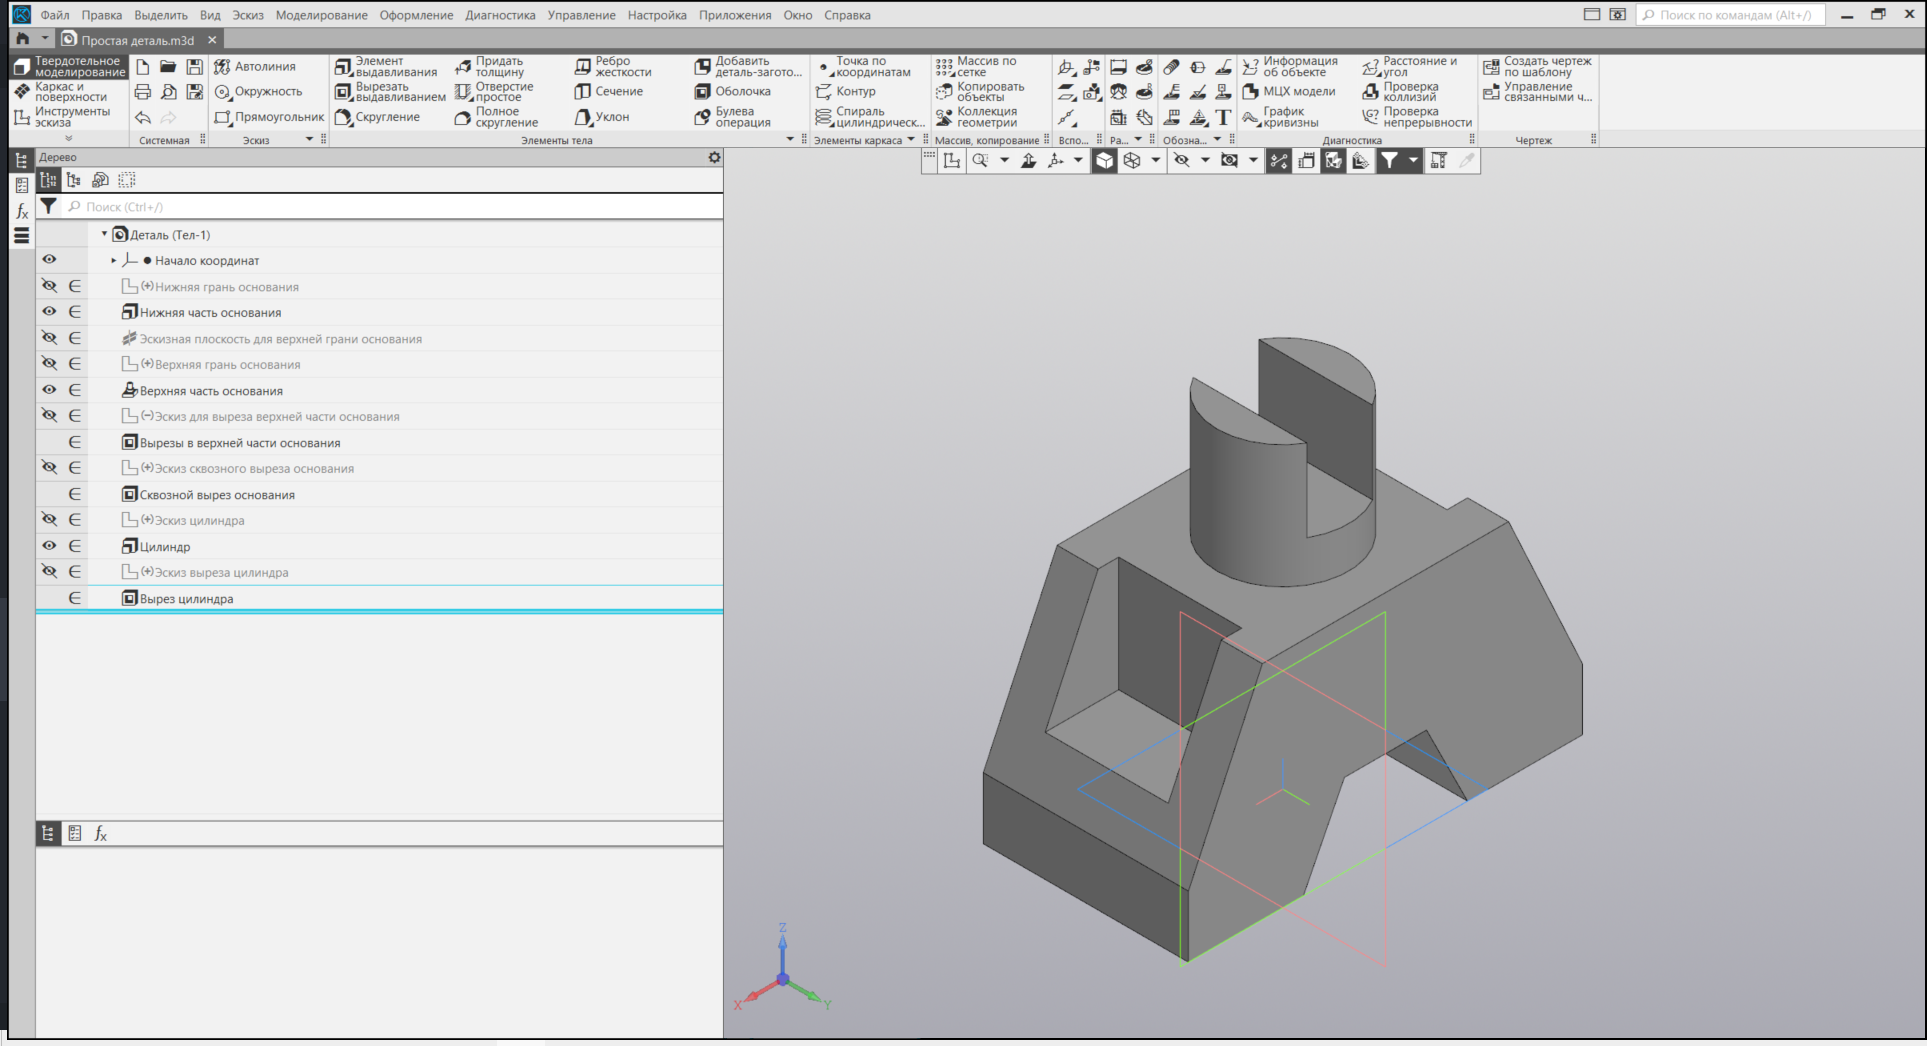 Файл Правка Выделить Вид Эскиз Моделирование Оформление Диагностика Управление Настройка Приложения Окно Справка
Поиск по командам (Alt+/)
Простая деталь.m3d
Твердотельное моделирование
Каркас и поверхности
Инструменты эскиза
Системная
Автолиния
Окружность
Прямоугольник
Эскиз
Элемент выдавливания
Вырезать выдавливанием
Скругление
Придать толщину
Отверстие простое
Полное скругление
Ребро жесткости
Сечение
Уклон
Добавить деталь-загото...
Оболочка
Булева операция
Элементы тела
Точка по координатам
Контур
Спираль цилиндрическ...
Элементы каркаса
Массив по сетке
Копировать объекты
Коллекция геометрии
Массив, копирование
Вспо...
Ра...
Обозна...
Информация об объекте
МЦХ модели
График кривизны
Расстояние и угол
Проверка коллизий
Проверка непрерывности
Диагностика
Создать чертеж по шаблону
Управление связанными ч...
Чертеж
Дерево
Поиск (Ctrl+/)
Деталь (Тел-1)
Начало координат
(+)Нижняя грань основания
Нижняя часть основания
Эскизная плоскость для верхней грани основания
(+)Верхняя грань основания
Верхняя часть основания
(−)Эскиз для выреза верхней части основания
Вырезы в верхней части основания
(+)Эскиз сквозного выреза основания
Сквозной вырез основания
(+)Эскиз цилиндра
Цилиндр
(+)Эскиз выреза цилиндра
Вырез цилиндра
Z
X
Y